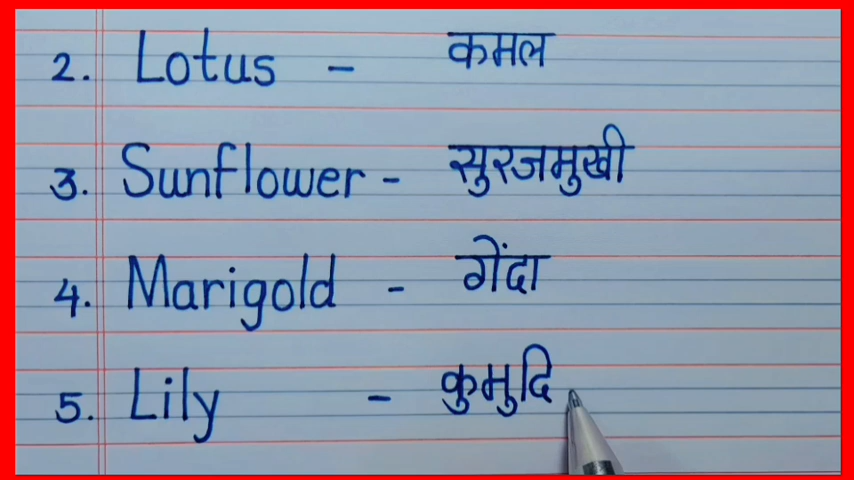 2. Lotus - कमल
3. Sunflower - सुरजमुखी
4. Marigold - गेंदा
5. Lily - कुमुदि